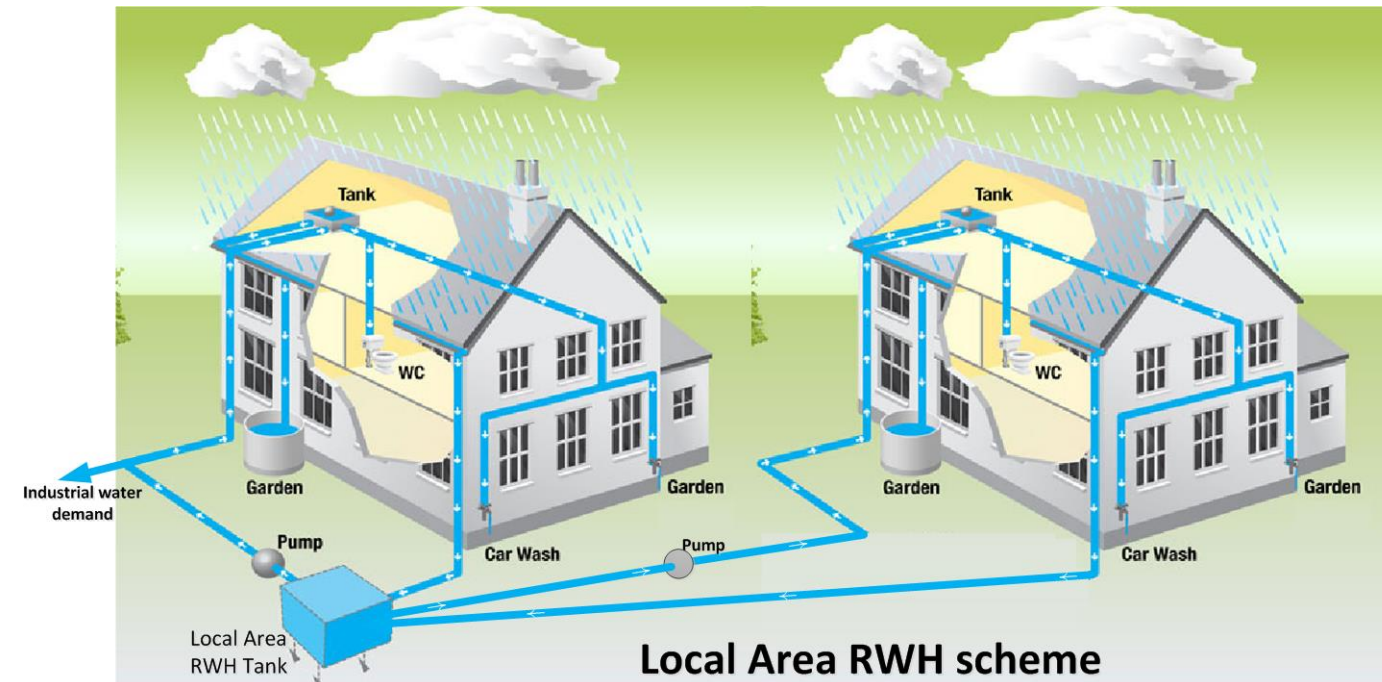 Tank
Tank
WC
WC
Garden
Garden
Garden
Garden
Industrial water
demand
Pump
Pump
Car Wash
Car Wash
Local Area
RWH Tank
Local Area RWH scheme